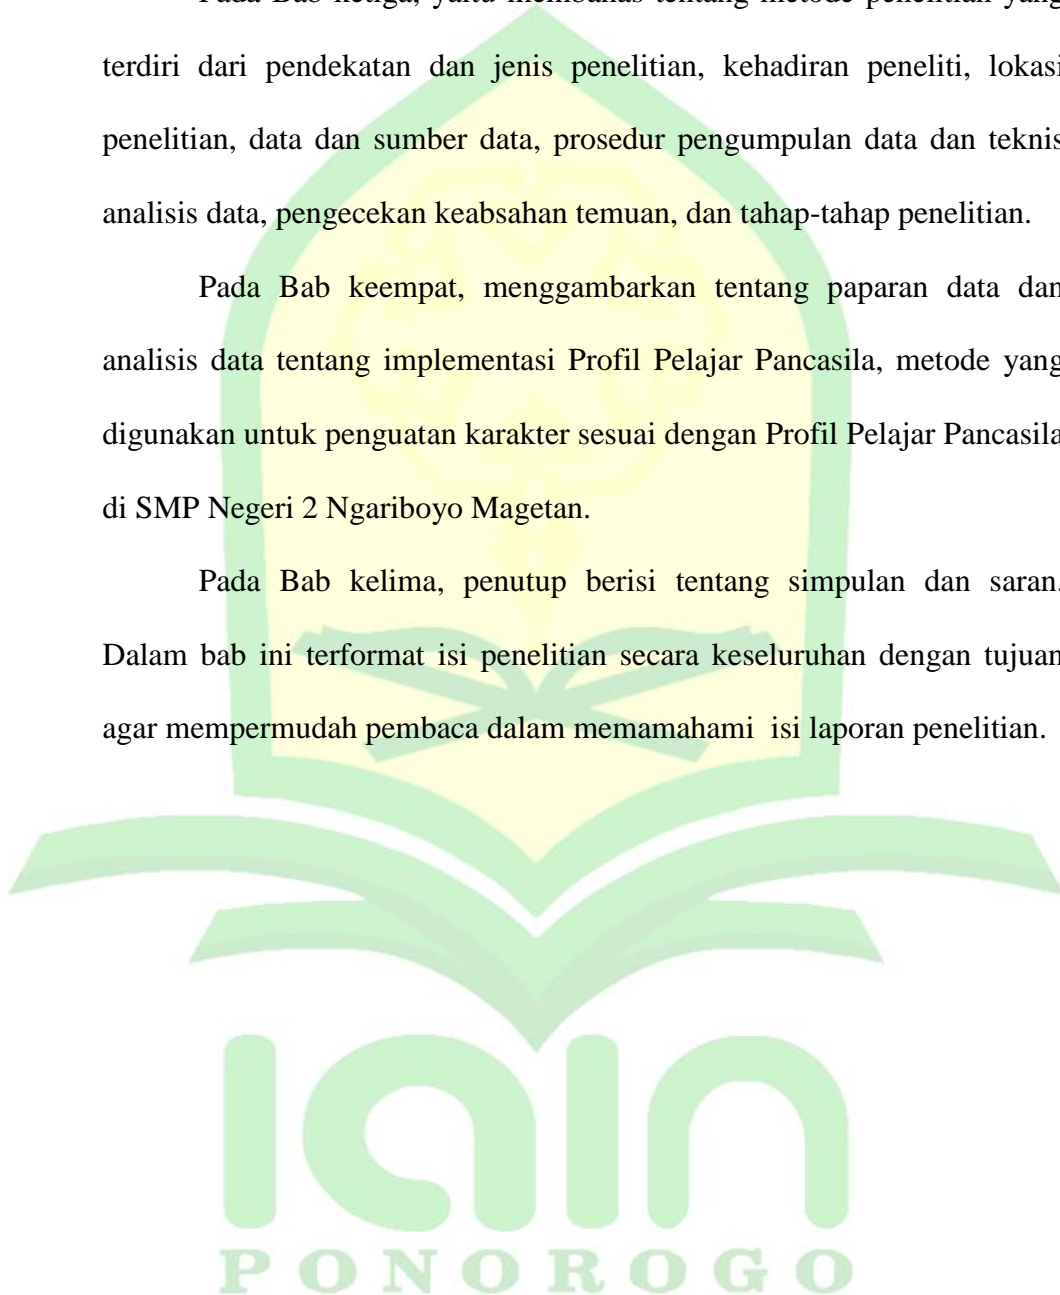 Pada Bab ketiga, yaitu membahas tentang metode penelitian yang
terdiri dari pendekatan dan jenis penelitian, kehadiran peneliti, lokasi
penelitian, data dan sumber data, prosedur pengumpulan data dan teknis
analisis data, pengecekan keabsahan temuan, dan tahap-tahap penelitian.
Pada Bab keempat, menggambarkan tentang paparan data dan
analisis data tentang implementasi Profil Pelajar Pancasila, metode yang
digunakan untuk penguatan karakter sesuai dengan Profil Pelajar Pancasila
di SMP Negeri 2 Ngariboyo Magetan.
Pada Bab kelima, penutup berisi tentang simpulan dan saran.
Dalam bab ini terformat isi penelitian secara keseluruhan dengan tujuan
agar mempermudah pembaca dalam memamahami isi laporan penelitian.
iain
PONOROGO